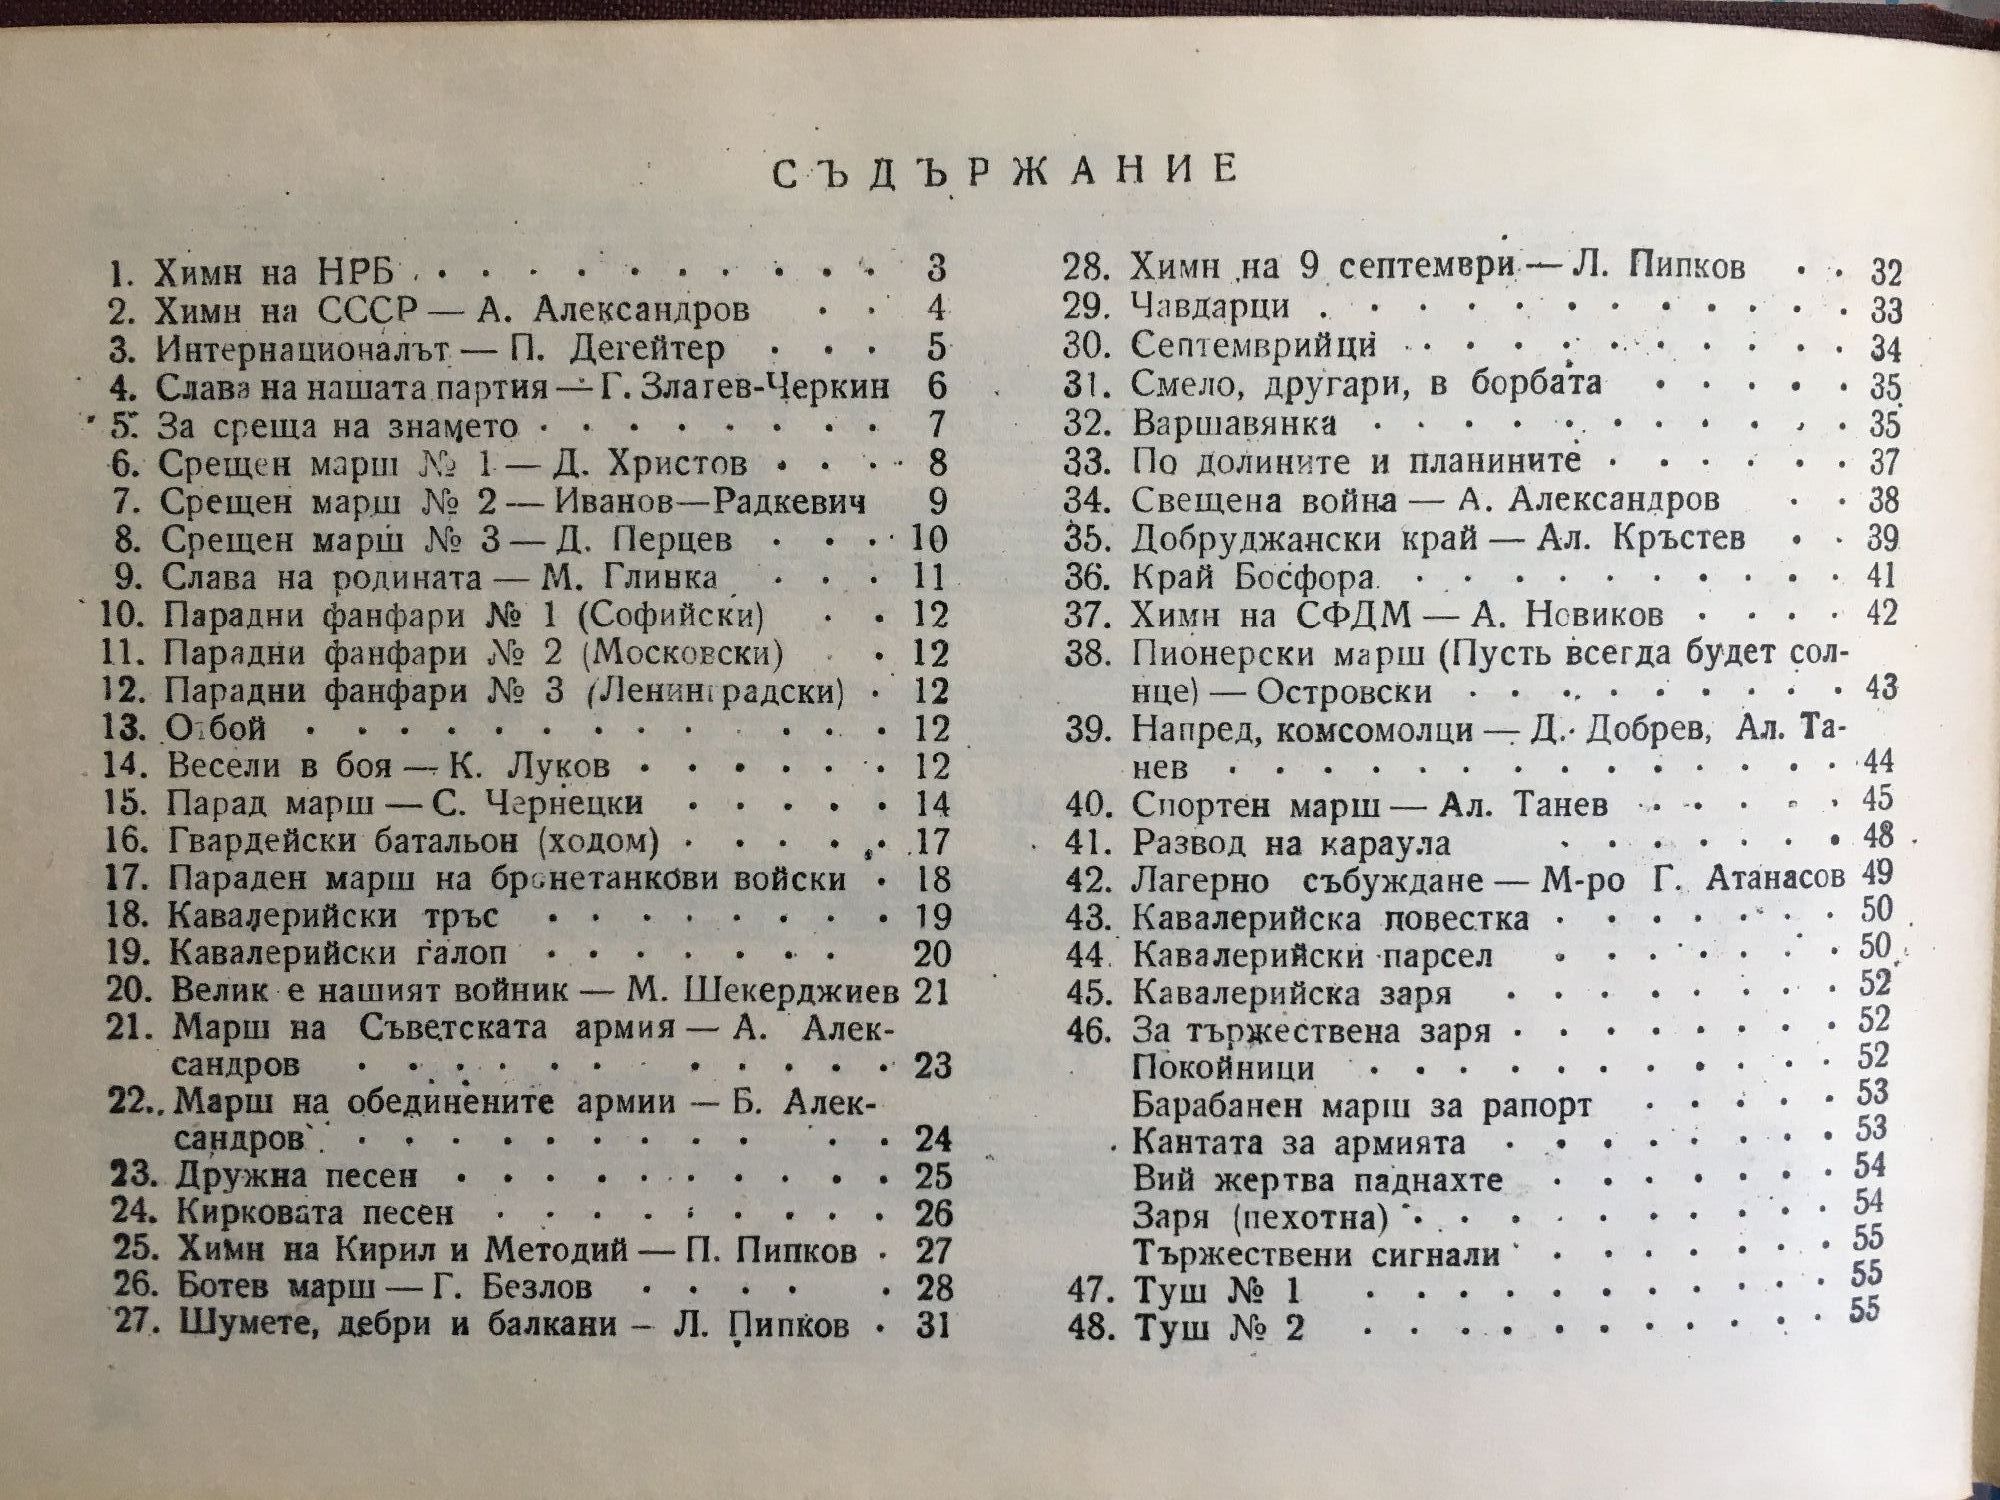 СЪДЪРЖАНИЕ
1. Химн на НРБ . . . . . . . . . . 3
2. Химн на СССР — А. Александров . . 4
3. Интернационалът — П. Дегейтер . . . 5
4. Слава на нашата партия — Г. Златев-Черкин 6
5. За среща на знамето . . . . . . . . 7
6. Срещен марш № 1 — Д. Христов . . . 8
7. Срещен марш № 2 — Иванов—Радкевич 9
8. Срещен марш № 3 — Д. Перцев . . . 10
9. Слава на родината — М. Глинка . . . 11
10. Парадни фанфари № 1 (Софийски) . . 12
11. Парадни фанфари № 2 (Московски) . . 12
12. Парадни фанфари № 3 (Ленинградски) . 12
13. Отбой . . . . . . . . . . . . 12
14. Весели в боя — К. Луков . . . . . . 12
15. Парад марш — С. Чернецки . . . . . 14
16. Гвардейски батальон (ходом) . . . . . 17
17. Параден марш на бронетанкови войски . 18
18. Кавалерийски тръс . . . . . . . . 19
19. Кавалерийски галоп . . . . . . . 20
20. Велик е нашият войник — М. Шекерджиев 21
21. Марш на Съветската армия — А. Алек-
сандров . . . . . . . . . . . 23
22. Марш на обединените армии — Б. Алек-
сандров . . . . . . . . . . . . 24
23. Дружна песен . . . . . . . . . . 25
24. Кирковата песен . . . . . . . . . 26
25. Химн на Кирил и Методий — П. Пипков . 27
26. Ботев марш — Г. Безлов . . . . . 28
27. Шумете, дебри и балкани – Л. Пипков . 31
28. Химн на 9 септември — Л. Пипков . . 32
29. Чавдарци . . . . . . . . . . . . 33
30. Септемврийци . . . . . . . . . . 34
31. Смело, другари, в борбата . . . . . 35
32. Варшавянка . . . . . . . . . . . 35
33. По долините и планините . . . . . . 37
34. Свещена война — А. Александров . . 38
35. Добруджански край — Ал. Кръстев . . 39
36. Край Босфора . . . . . . . . . . 41
37. Химн на СФДМ — А. Новиков . . . . 42
38. Пионерски марш (Пусть всегда будет сол-
нце) — Островски . . . . . . . . . 43
39. Напред, комсомолци — Д. Добрев, Ал. Та-
нев . . . . . . . . . . . . . . 44
40. Спортен марш — Ал. Танев . . . . . 45
41. Развод на караула . . . . . . . 48
42. Лагерно събуждане — М-ро Г. Атанасов 49
43. Кавалерийска повестка . . . . . . . 50
44. Кавалерийски парсел . . . . . . . 50
45. Кавалерийска заря . . . . . . . . 52
46. За тържествена заря . . . . . . . . 52
Покойници . . . . . . . . . . . 52
Барабанен марш за рапорт . . . . . 53
Кантата за армията . . . . . . . . 53
Вий жертва паднахте . . . . . . . 54
Заря (пехотна) . . . . . . . . . . 54
Тържествени сигнали . . . . . . . . 55
47. Туш № 1 . . . . . . . . . . . 55
48. Туш № 2 . . . . . . . . . . . 55